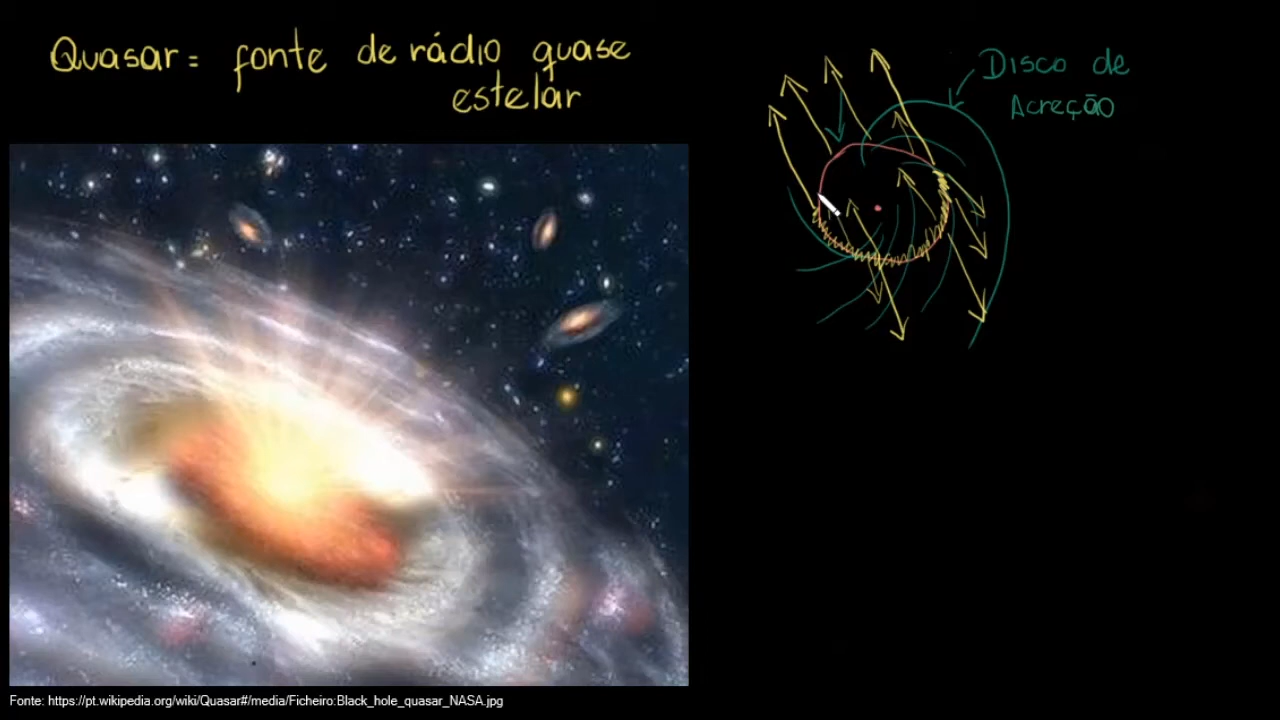 Quasar = fonte de rádio quase
estelar
Disco de
Acreção
Fonte: https://pt.wikipedia.org/wiki/Quasar#/media/Ficheiro:Black_hole_quasar_NASA.jpg